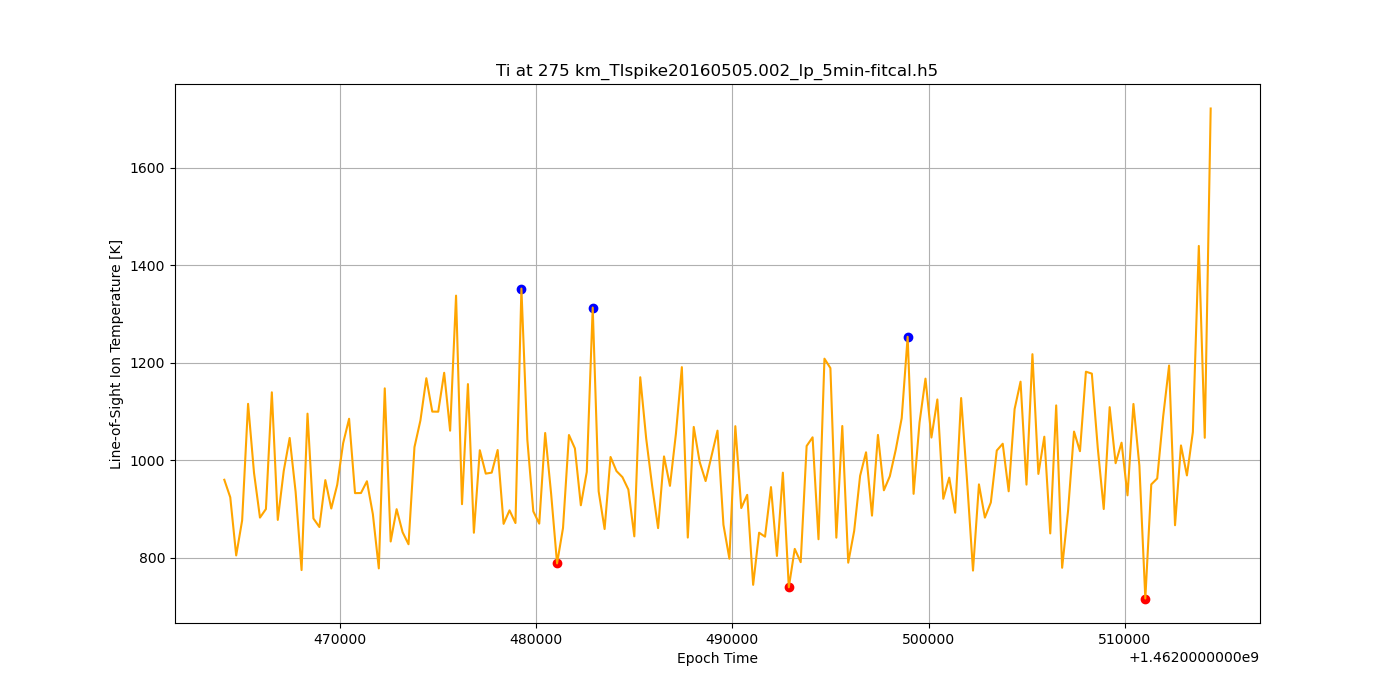 Ti at 275 km_TIspike20160505.002_lp_5min-fitcal.h5
Line-of-Sight Ion Temperature [K]
1600
1400
1200
1000
800
470000 480000 490000 500000 510000
Epoch Time
+1.4620000000e9